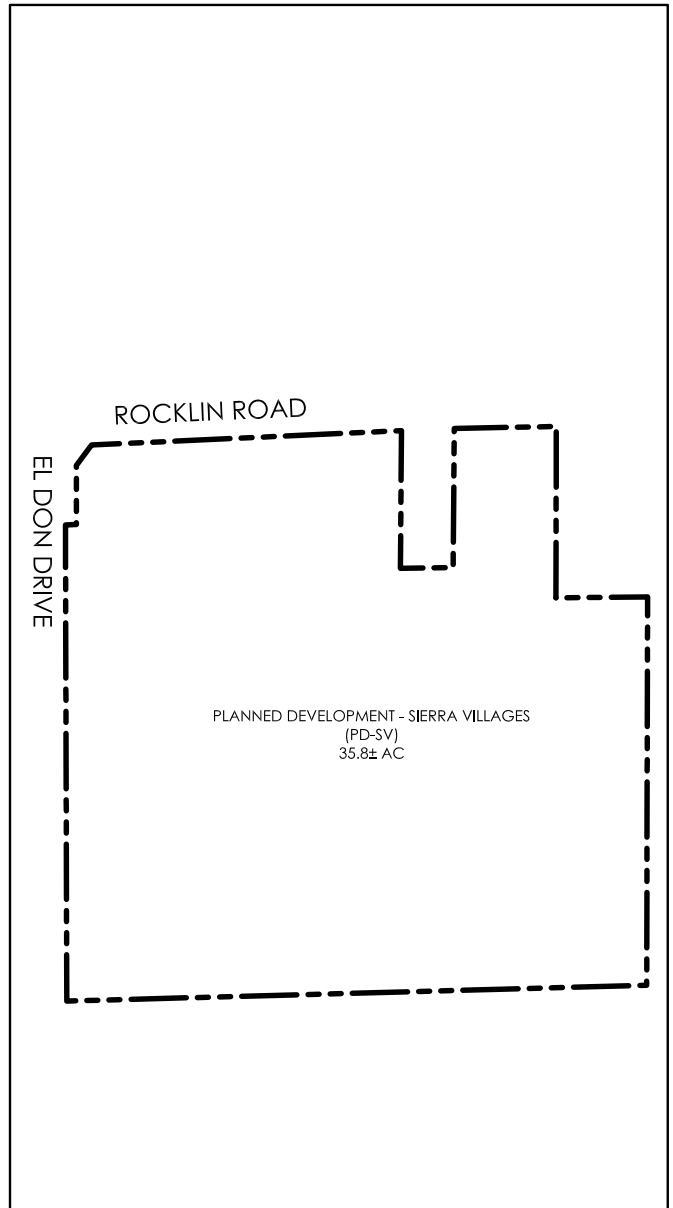 ROCKLIN ROAD
EL DON DRIVE
PLANNED DEVELOPMENT - SIERRA VILLAGES
(PD-SV)
35.8± AC